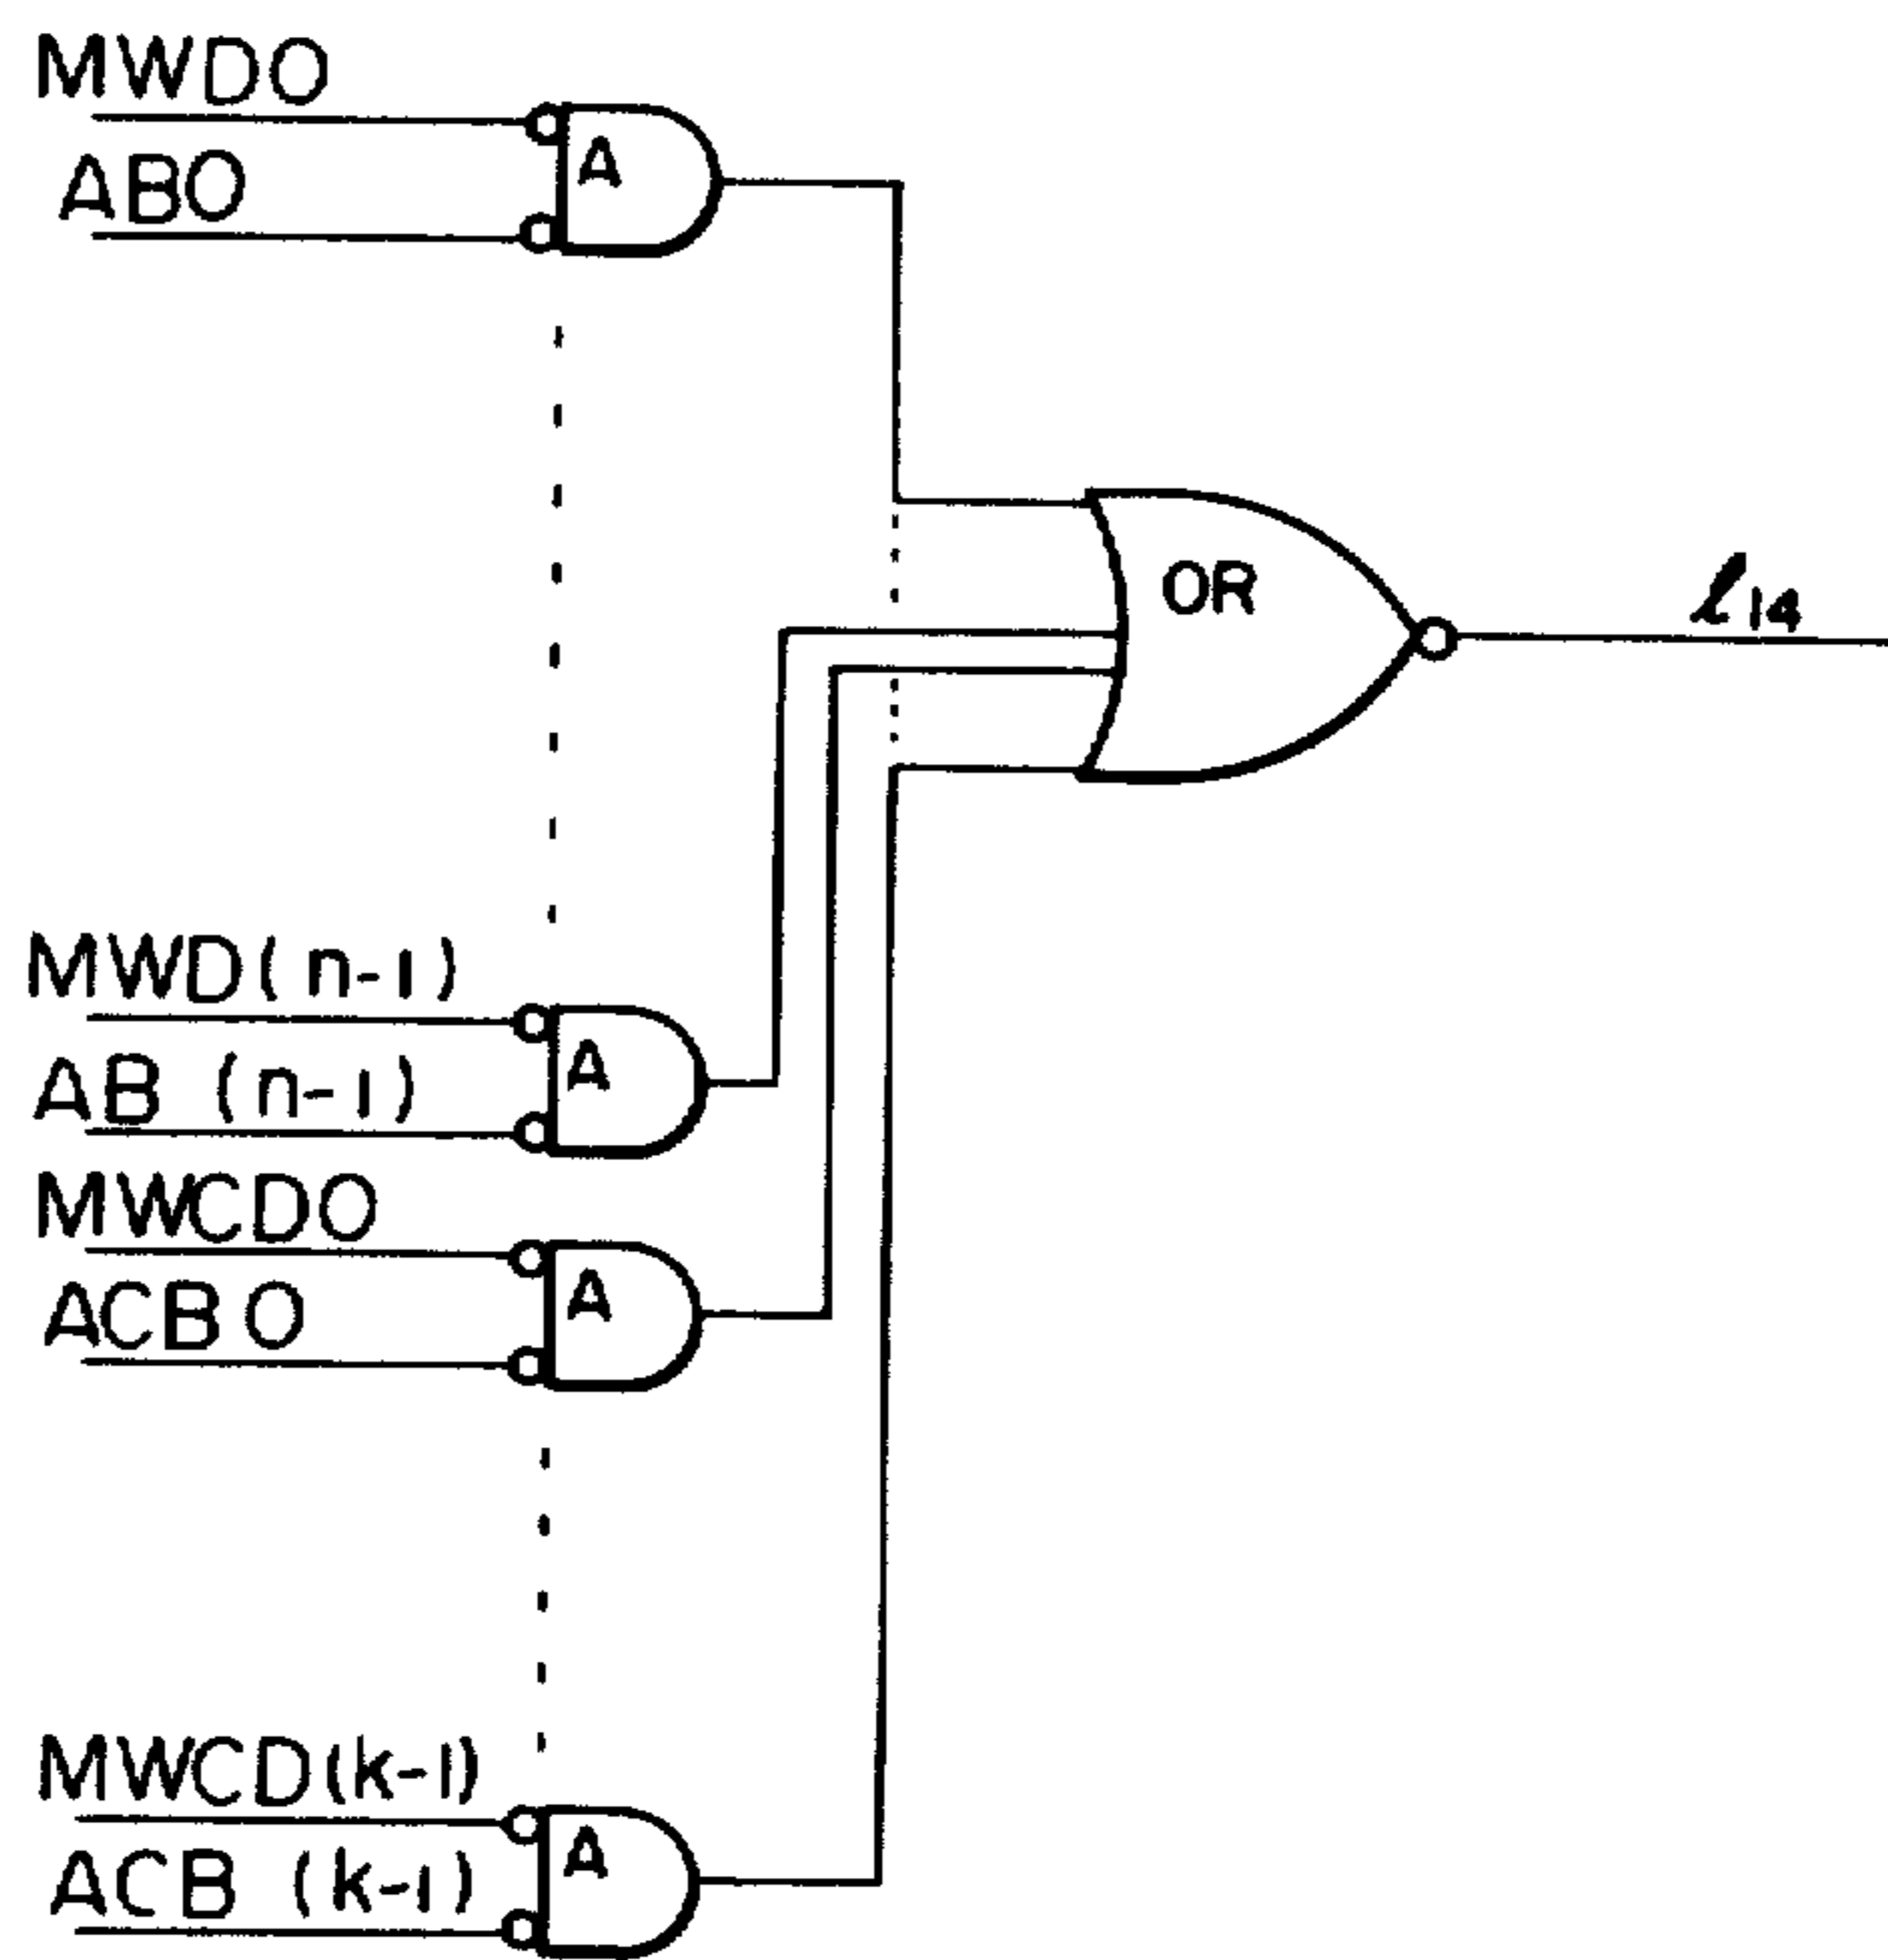 MWDO
ABO
A
OR
ℓ14
MWD(n-1)
AB (n-1)
A
MWCDO
ACBO
A
MWCD(k-1)
ACB (k-1)
A